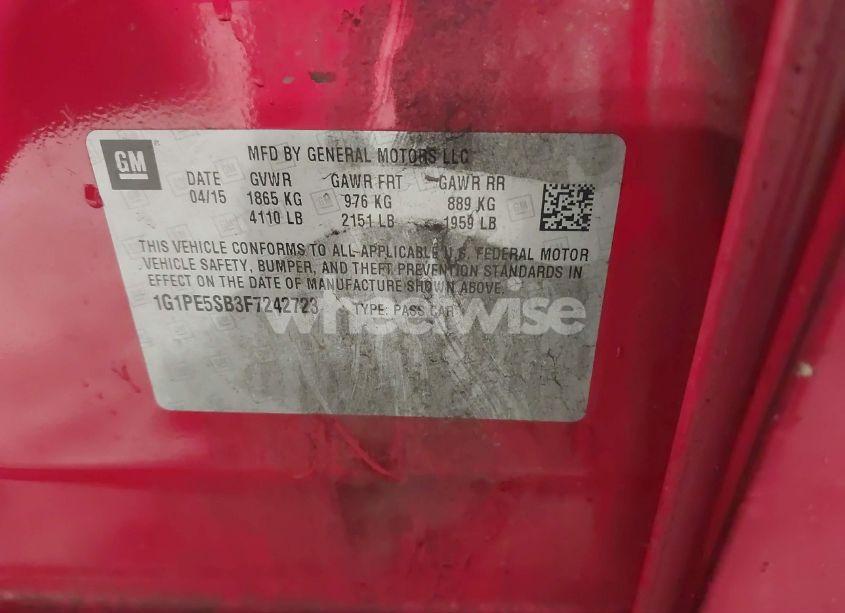 GM
MFD BY GENERAL MOTORS LLC
DATE GVWR GAWR FRT GAWR RR
04/15 1865 KG 976 KG 889 KG
4110 LB 2151 LB 1959 LB
THIS VEHICLE CONFORMS TO ALL APPLICABLE U.S. FEDERAL MOTOR
VEHICLE SAFETY, BUMPER, AND THEFT PREVENTION STANDARDS IN
EFFECT ON THE DATE OF MANUFACTURE SHOWN ABOVE.
1G1PE5SB3F7242723 TYPE: PASS CAR
wheelwise